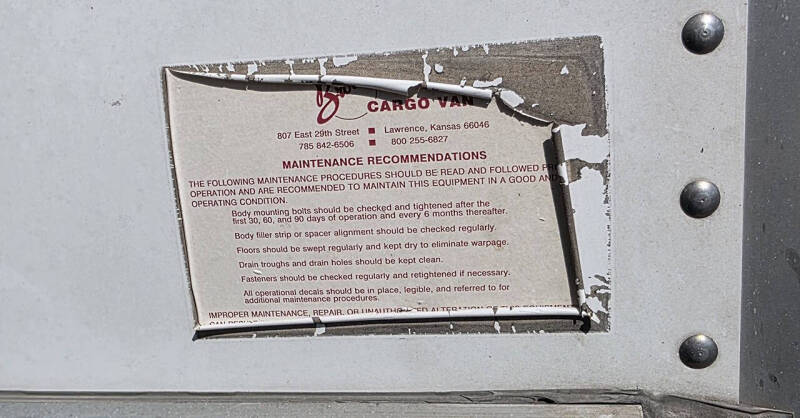 CARGO VAN
807 East 29th Street ■ Lawrence, Kansas 66046
785 842-6506 ■ 800 255-6827
MAINTENANCE RECOMMENDATIONS
THE FOLLOWING MAINTENANCE PROCEDURES SHOULD BE READ AND FOLLOWED PR
OPERATION AND ARE RECOMMENDED TO MAINTAIN THIS EQUIPMENT IN A GOOD AND
OPERATING CONDITION.
Body mounting bolts should be checked and tightened after the
first 30, 60, and 90 days of operation and every 6 months thereafter.
Body filler strip or spacer alignment should be checked regularly.
Floors should be swept regularly and kept dry to eliminate warpage.
Drain troughs and drain holes should be kept clean.
Fasteners should be checked regularly and retightened if necessary.
All operational decals should be in place, legible, and referred to for
additional maintenance procedures.
IMPROPER MAINTENANCE, REPAIR, OR UNAUTHORIZED ALTERATION OF THIS EQUIPMENT